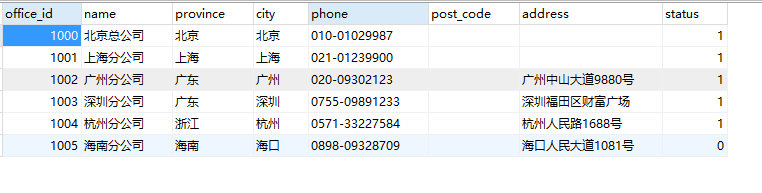 office_id name province city phone post_code address status
1000 北京总公司 北京 北京 010-01029987 1
1001 上海分公司 上海 上海 021-01239900 1
1002 广州分公司 广东 广州 020-09302123 广州中山大道9880号 1
1003 深圳分公司 广东 深圳 0755-09891233 深圳福田区财富广场 1
1004 杭州分公司 浙江 杭州 0571-33227584 杭州人民路1688号 1
1005 海南分公司 海南 海口 0898-09328709 海口人民大道1081号 0